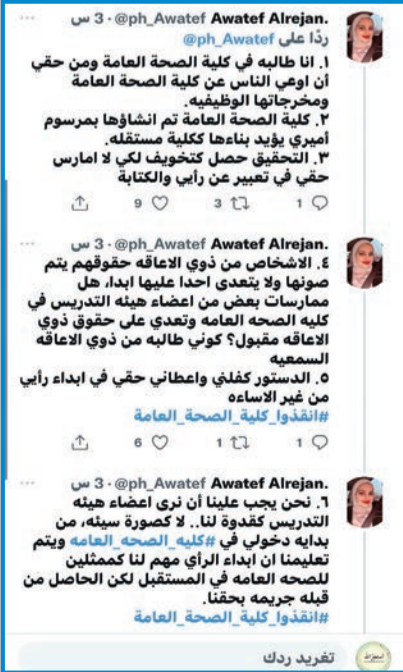 Awatef Alrejan. @ph_Awatef · 3 س
ردًا على @ph_Awatef
١. انا طالبه في كلية الصحة العامة ومن حقي
أن اوعي الناس عن كلية الصحة العامة
ومخرجاتها الوظيفيه.
٢. كلية الصحة العامة تم انشاؤها بمرسوم
أميري يؤيد بناءها ككلية مستقله.
٣. التحقيق حصل كتخويف لكي لا امارس
حقي في تعبير عن رأيي والكتابة
1 3 9
Awatef Alrejan. @ph_Awatef · 3 س
٤. الاشخاص من ذوي الاعاقه حقوقهم يتم
صونها ولا يتعدى احدا عليها ابدا، هل
ممارسات بعض من اعضاء هيئه التدريس في
كليه الصحه العامه وتعدي على حقوق ذوي
الاعاقه مقبول؟ كوني طالبه من ذوي الاعاقه
السمعيه
٥. الدستور كفلني واعطاني حقي في ابداء رأيي
من غير الاساءه
#انقذوا_كلية_الصحة_العامة
1 1 6
Awatef Alrejan. @ph_Awatef · 3 س
٦. نحن يجب علينا أن نرى اعضاء هيئه
التدريس كقدوة لنا.. لا كصورة سيئه، من
بدايه دخولي في #كليه_الصحه_العامه ويتم
تعليمنا ان ابداء الرأي مهم لنا كممثلين
للصحه العامه في المستقبل لكن الحاصل من
قبله جريمه بحقنا.
#انقذوا_كلية_الصحة_العامة
تغريد ردك